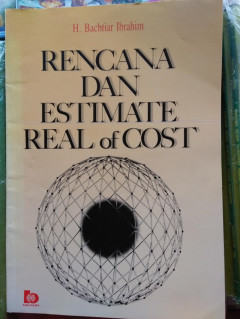 H. Bachtiar Ibrahim
RENCANA
DAN
ESTIMATE
REAL of COST